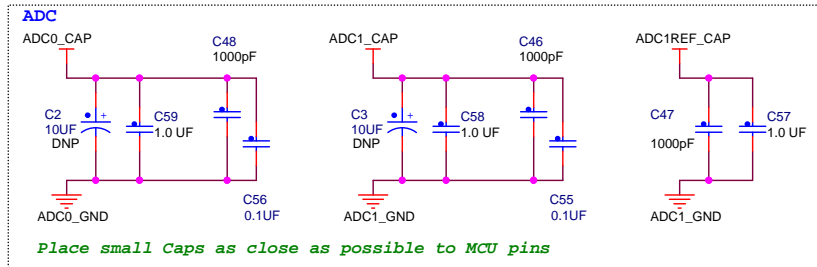 ADC
ADC0_CAP
C48
1000pF
C2
10UF
DNP
+
C59
1.0 UF
C56
0.1UF
ADC0_GND
ADC1_CAP
C46
1000pF
C3
10UF
DNP
+
C58
1.0 UF
C55
0.1UF
ADC1_GND
ADC1REF_CAP
C47
1000pF
C57
1.0 UF
ADC1_GND
Place small Caps as close as possible to MCU pins